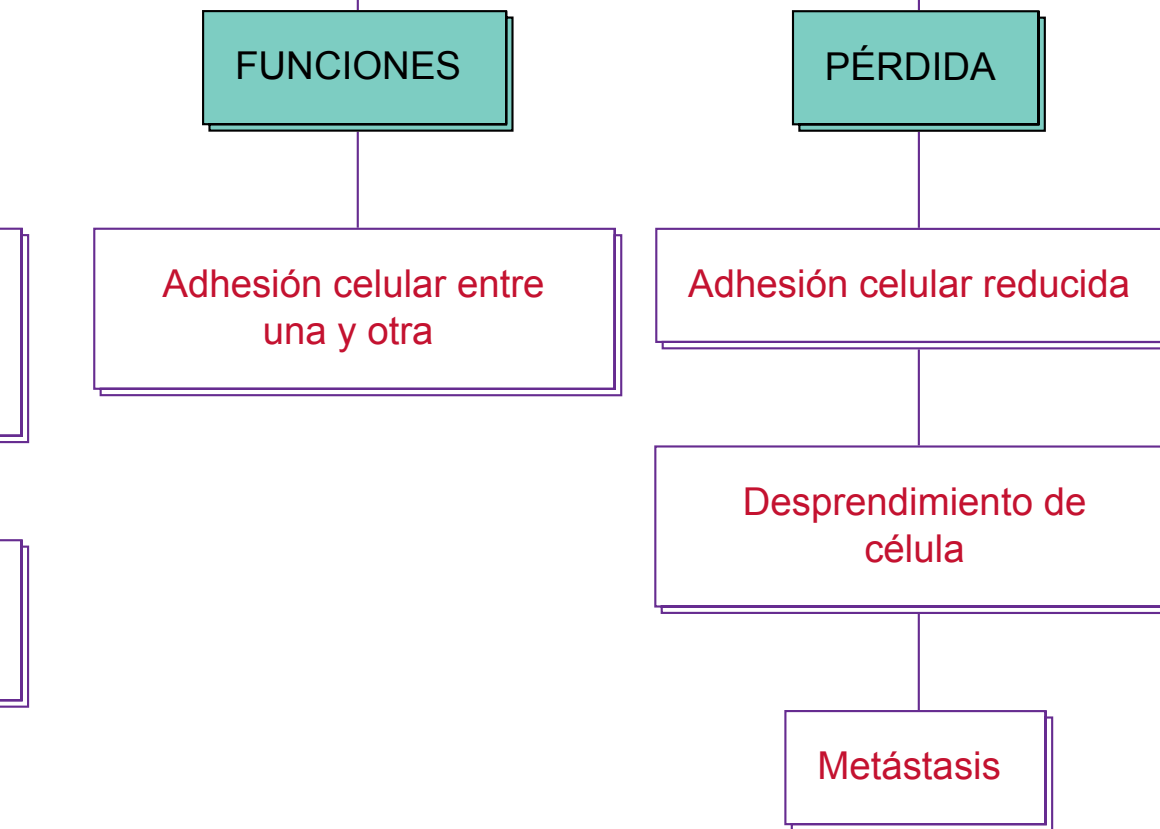 FUNCIONES
Adhesión celular entre
una y otra
PÉRDIDA
Adhesión celular reducida
Desprendimiento de
célula
Metástasis